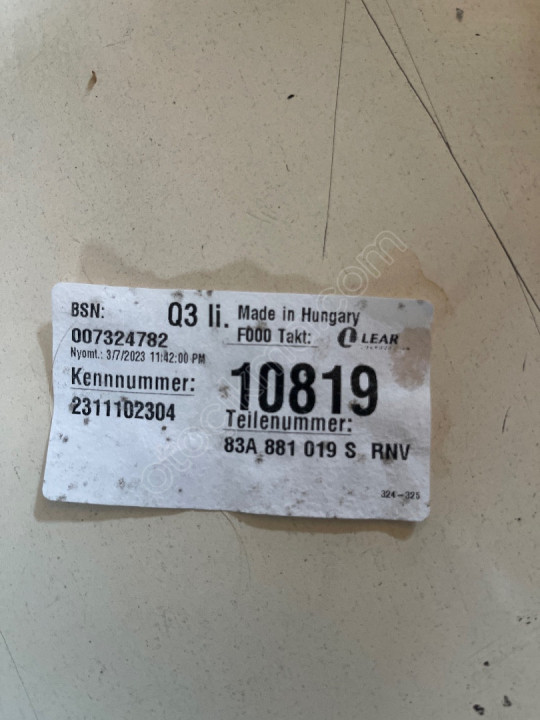 BSN:
Q3 li.
Made in Hungary
007324782
F000 Takt:
LEAR
Nyomt.: 3/7/2023 11:42:00 PM
Kennnummer:
10819
2311102304
Teilenummer:
83A 881 019 S RNV
324-325